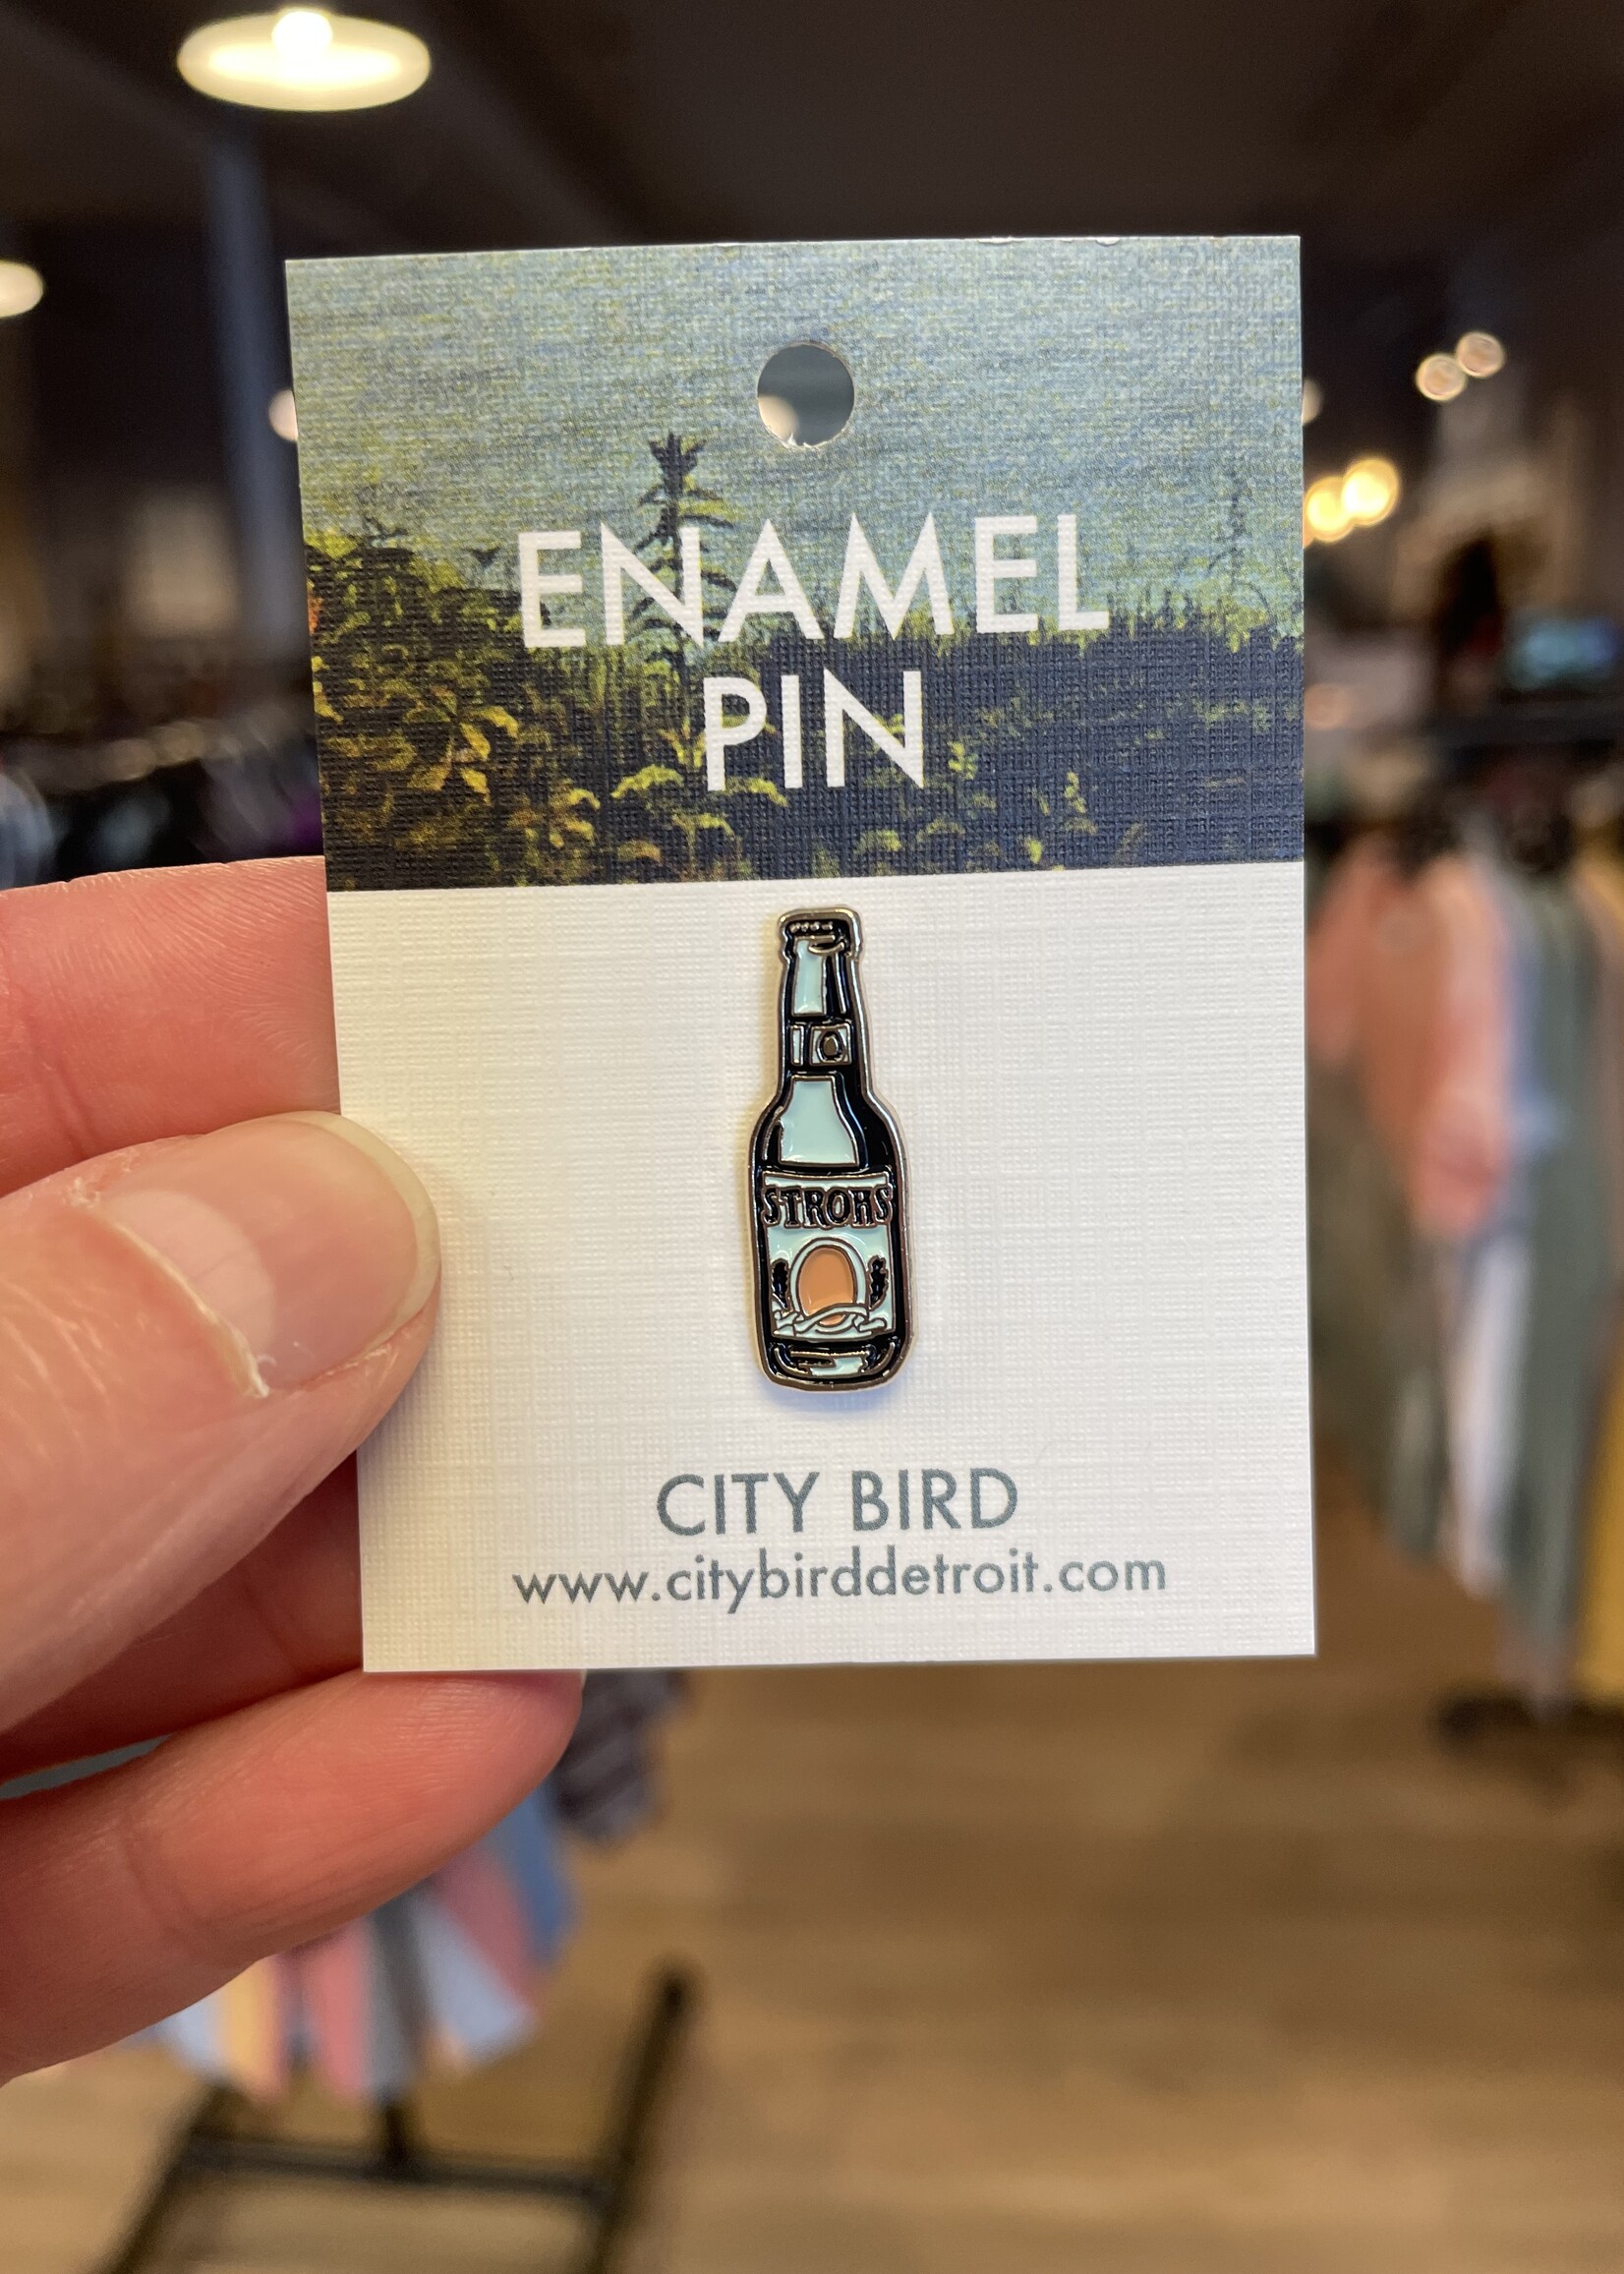 ENAMEL
PIN
STROHS
CITY BIRD
www.citybirddetroit.com